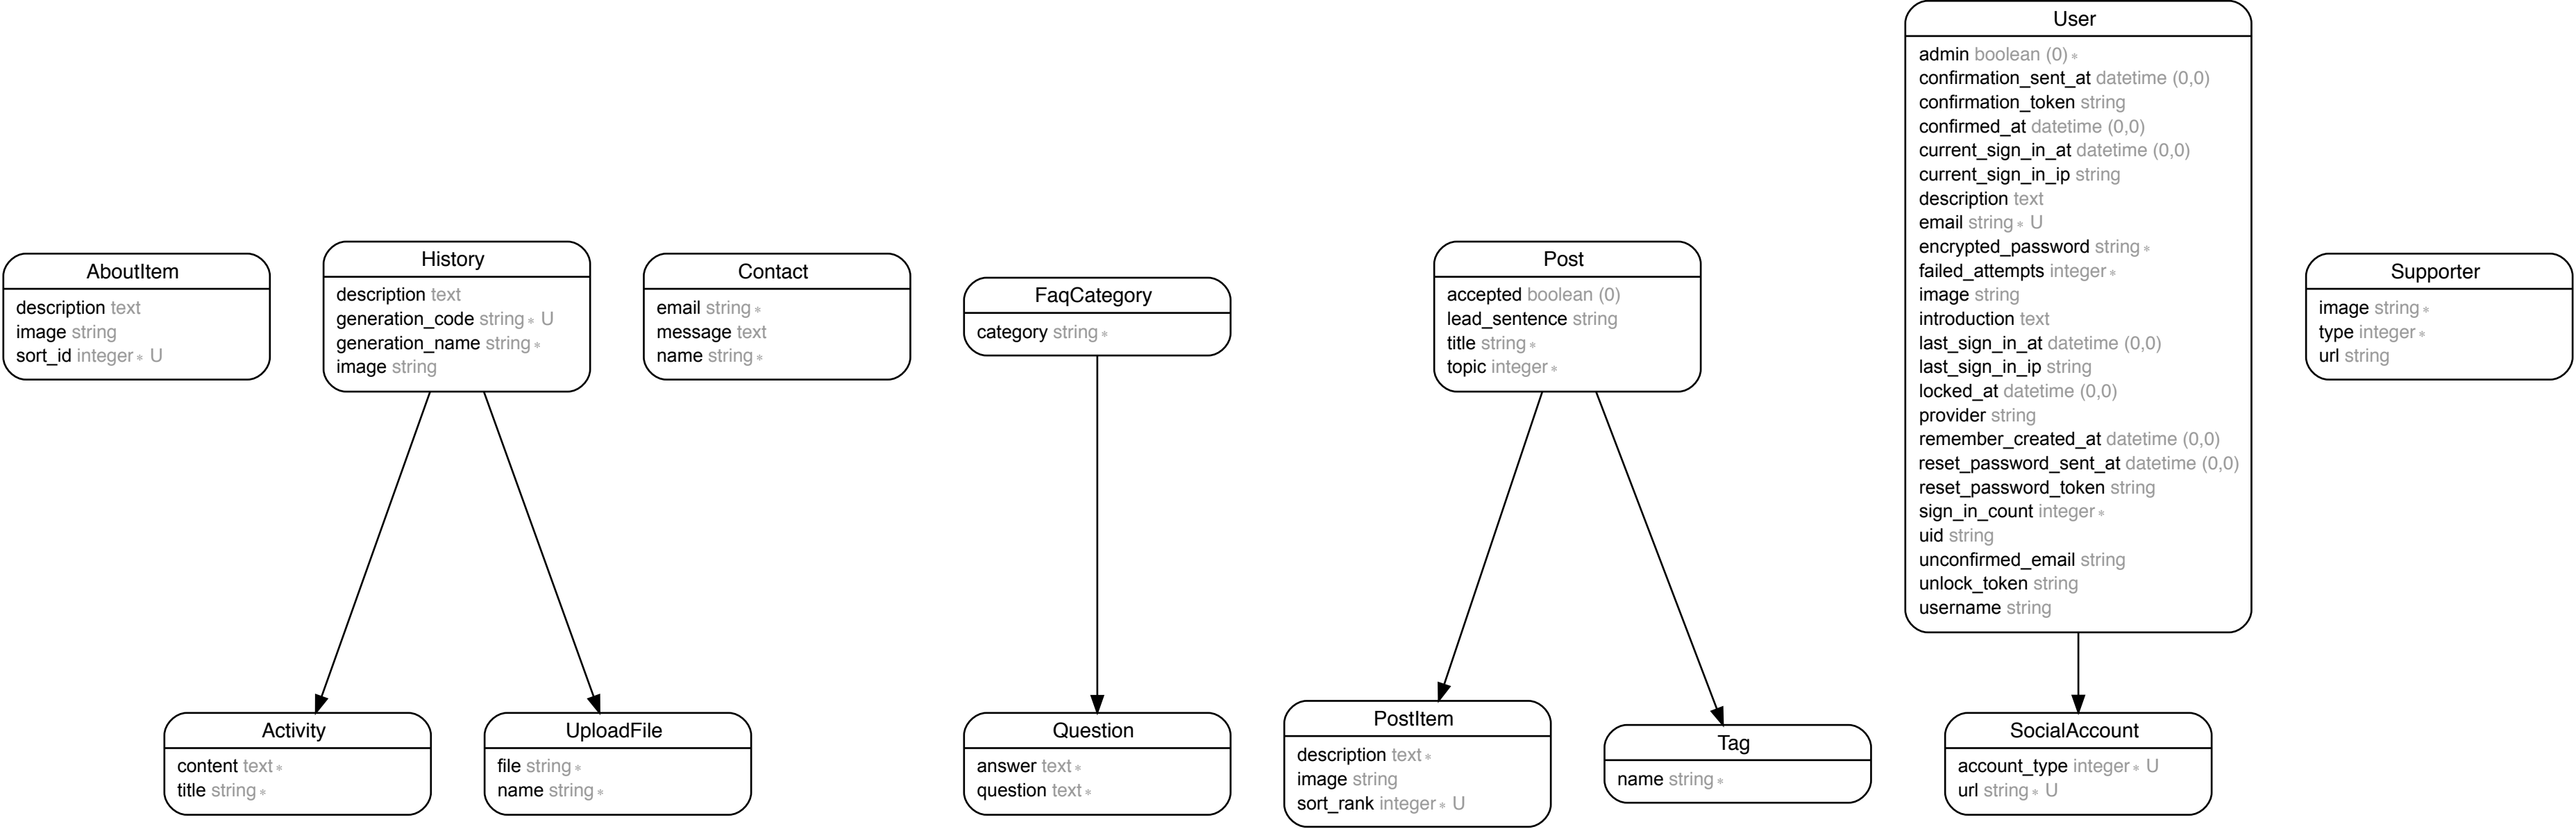 AboutItem
description text
image string
sort_id integer * U
History
description text
generation_code string * U
generation_name string *
image string
Contact
email string *
message text
name string *
FaqCategory
category string *
Post
accepted boolean (0)
lead_sentence string
title string *
topic integer *
User
admin boolean (0) *
confirmation_sent_at datetime (0,0)
confirmation_token string
confirmed_at datetime (0,0)
current_sign_in_at datetime (0,0)
current_sign_in_ip string
description text
email string * U
encrypted_password string *
failed_attempts integer *
image string
introduction text
last_sign_in_at datetime (0,0)
last_sign_in_ip string
locked_at datetime (0,0)
provider string
remember_created_at datetime (0,0)
reset_password_sent_at datetime (0,0)
reset_password_token string
sign_in_count integer *
uid string
unconfirmed_email string
unlock_token string
username string
Supporter
image string *
type integer *
url string
Activity
content text *
title string *
UploadFile
file string *
name string *
Question
answer text *
question text *
PostItem
description text *
image string
sort_rank integer * U
Tag
name string *
SocialAccount
account_type integer * U
url string * U